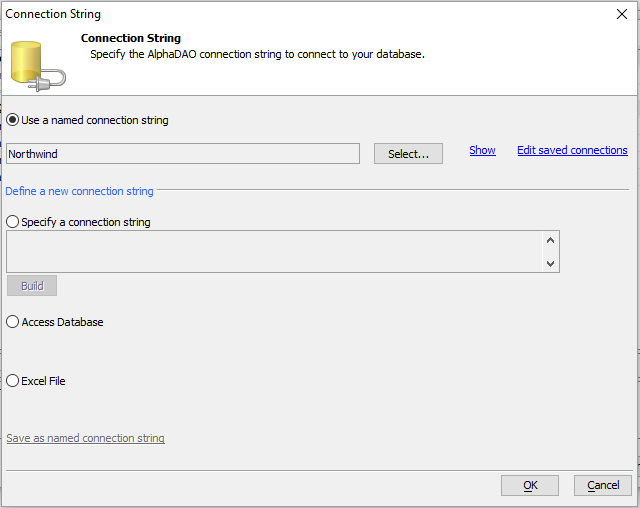 Connection String
Connection String
Specify the AlphaDAO connection string to connect to your database.
Use a named connection string
Northwind Select... Show Edit saved connections
Define a new connection string
Specify a connection string
Build
Access Database
Excel File
Save as named connection string
OK Cancel